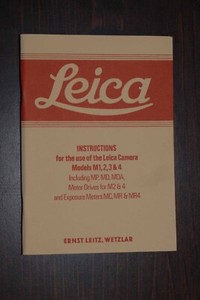 Leica
INSTRUCTIONS
for the use of the Leica Camera
Models M1, 2, 3 & 4
Including MP, MD, MDA,
Motor Drives for M2 & 4
and Exposure Meters MC, MR & MR4
ERNST LEITZ, WETZLAR